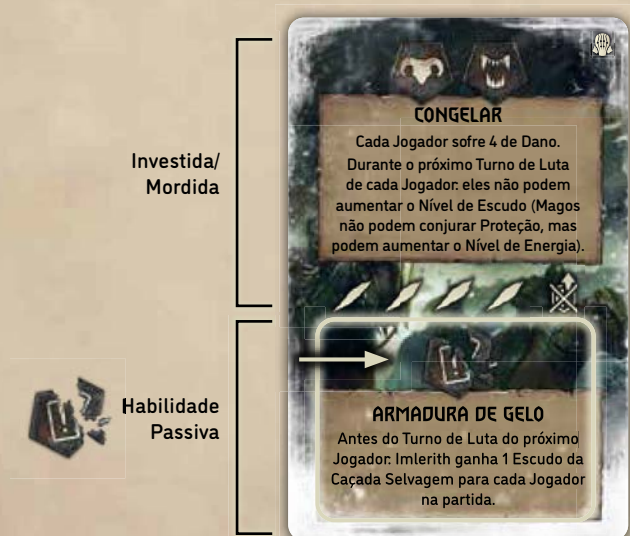 Investida/
Mordida
CONGELAR
Cada Jogador sofre 4 de Dano.
Durante o próximo Turno de Luta
de cada Jogador: eles não podem
aumentar o Nível de Escudo (Magos
não podem conjurar Proteção, mas
podem aumentar o Nível de Energia).
Habilidade
Passiva
ARMADURA DE GELO
Antes do Turno de Luta do próximo
Jogador: Imlerith ganha 1 Escudo da
Caçada Selvagem para cada Jogador
na partida.